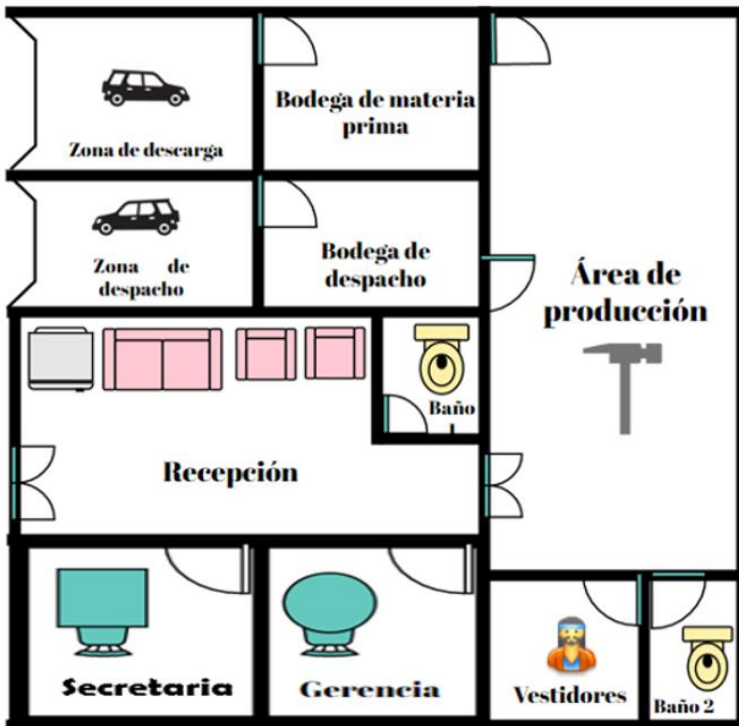 Zona de descarga
Bodega de materia
prima
Zona de
despacho
Bodega de
despacho
Área de
producción
Baño
1
Recepción
Secretaria
Gerencia
Vestidores
Baño 2